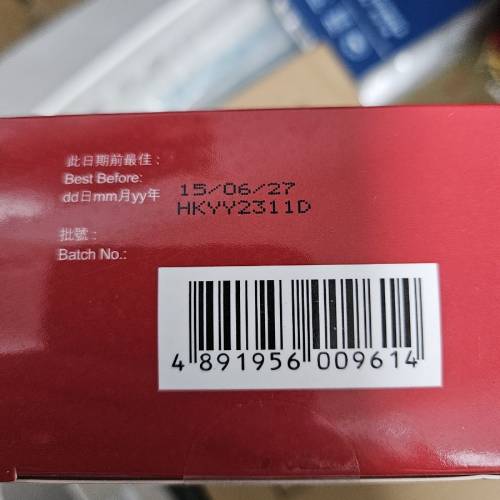 此日期前最佳：
Best Before:
dd日mm月yy年
15/06/27
HKYY2311D
批號：
Batch No.:
4 891956 009614